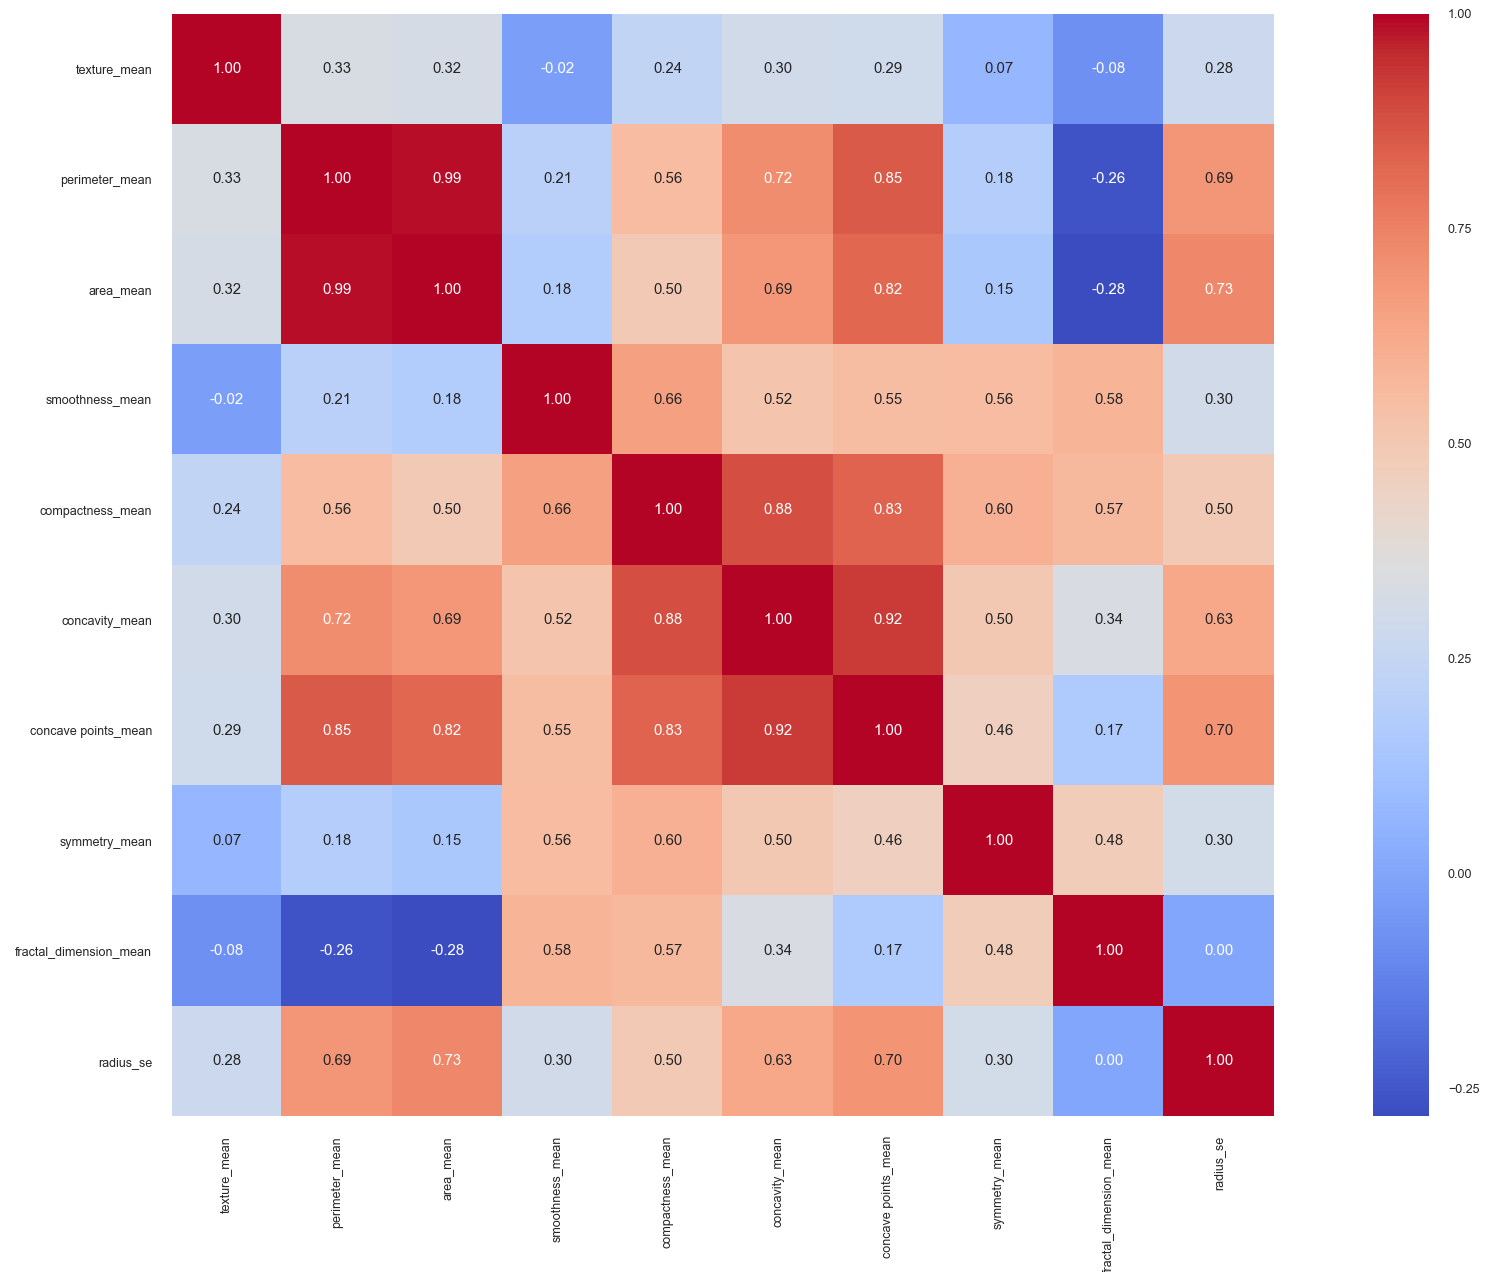 texture_mean 1.00 0.33 0.32 -0.02 0.24 0.30 0.29 0.07 -0.08 0.28
perimeter_mean 0.33 1.00 0.99 0.21 0.56 0.72 0.85 0.18 -0.26 0.69
area_mean 0.32 0.99 1.00 0.18 0.50 0.69 0.82 0.15 -0.28 0.73
smoothness_mean -0.02 0.21 0.18 1.00 0.66 0.52 0.55 0.56 0.58 0.30
compactness_mean 0.24 0.56 0.50 0.66 1.00 0.88 0.83 0.60 0.57 0.50
concavity_mean 0.30 0.72 0.69 0.52 0.88 1.00 0.92 0.50 0.34 0.63
concave points_mean 0.29 0.85 0.82 0.55 0.83 0.92 1.00 0.46 0.17 0.70
symmetry_mean 0.07 0.18 0.15 0.56 0.60 0.50 0.46 1.00 0.48 0.30
fractal_dimension_mean -0.08 -0.26 -0.28 0.58 0.57 0.34 0.17 0.48 1.00 0.00
radius_se 0.28 0.69 0.73 0.30 0.50 0.63 0.70 0.30 0.00 1.00
texture_mean
perimeter_mean
area_mean
smoothness_mean
compactness_mean
concavity_mean
concave points_mean
symmetry_mean
fractal_dimension_mean
radius_se
1.00
0.75
0.50
0.25
0.00
−0.25